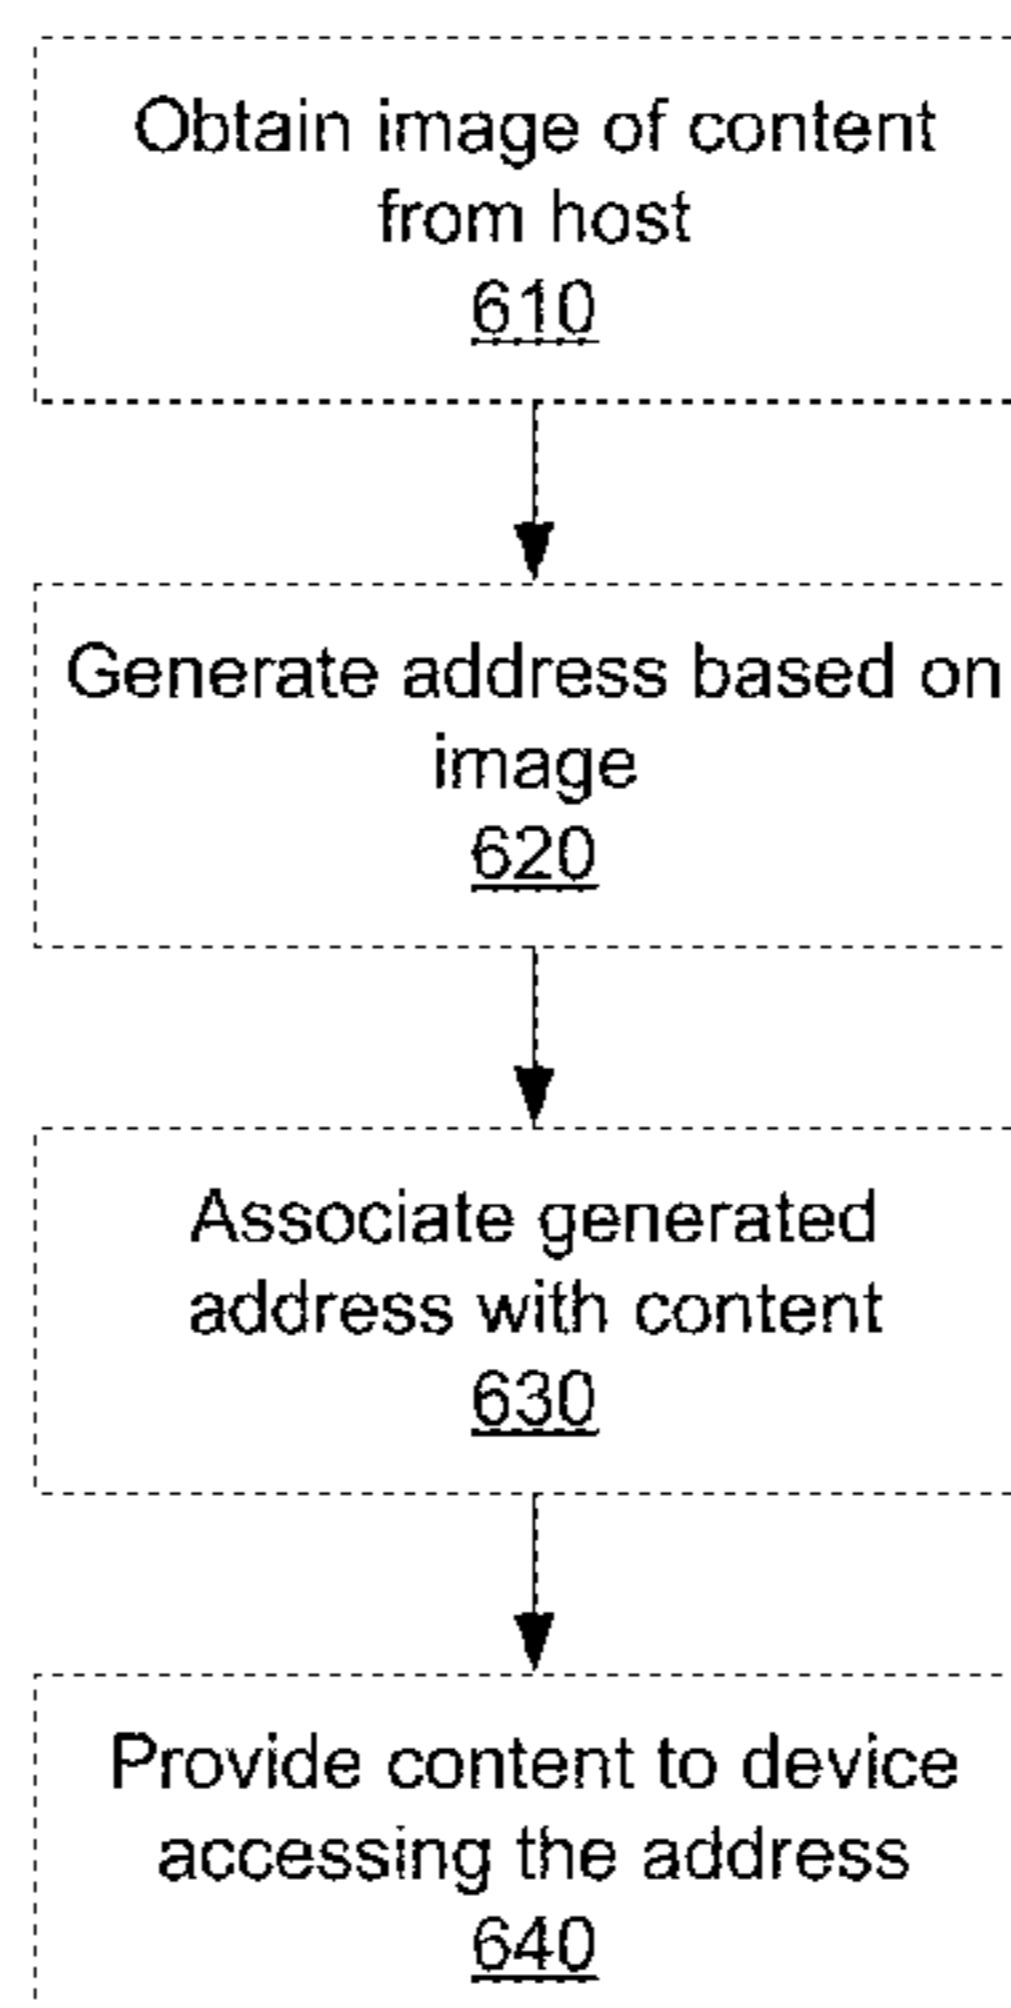 Obtain image of content
from host
610
Generate address based on
image
620
Associate generated
address with content
630
Provide content to device
accessing the address
640